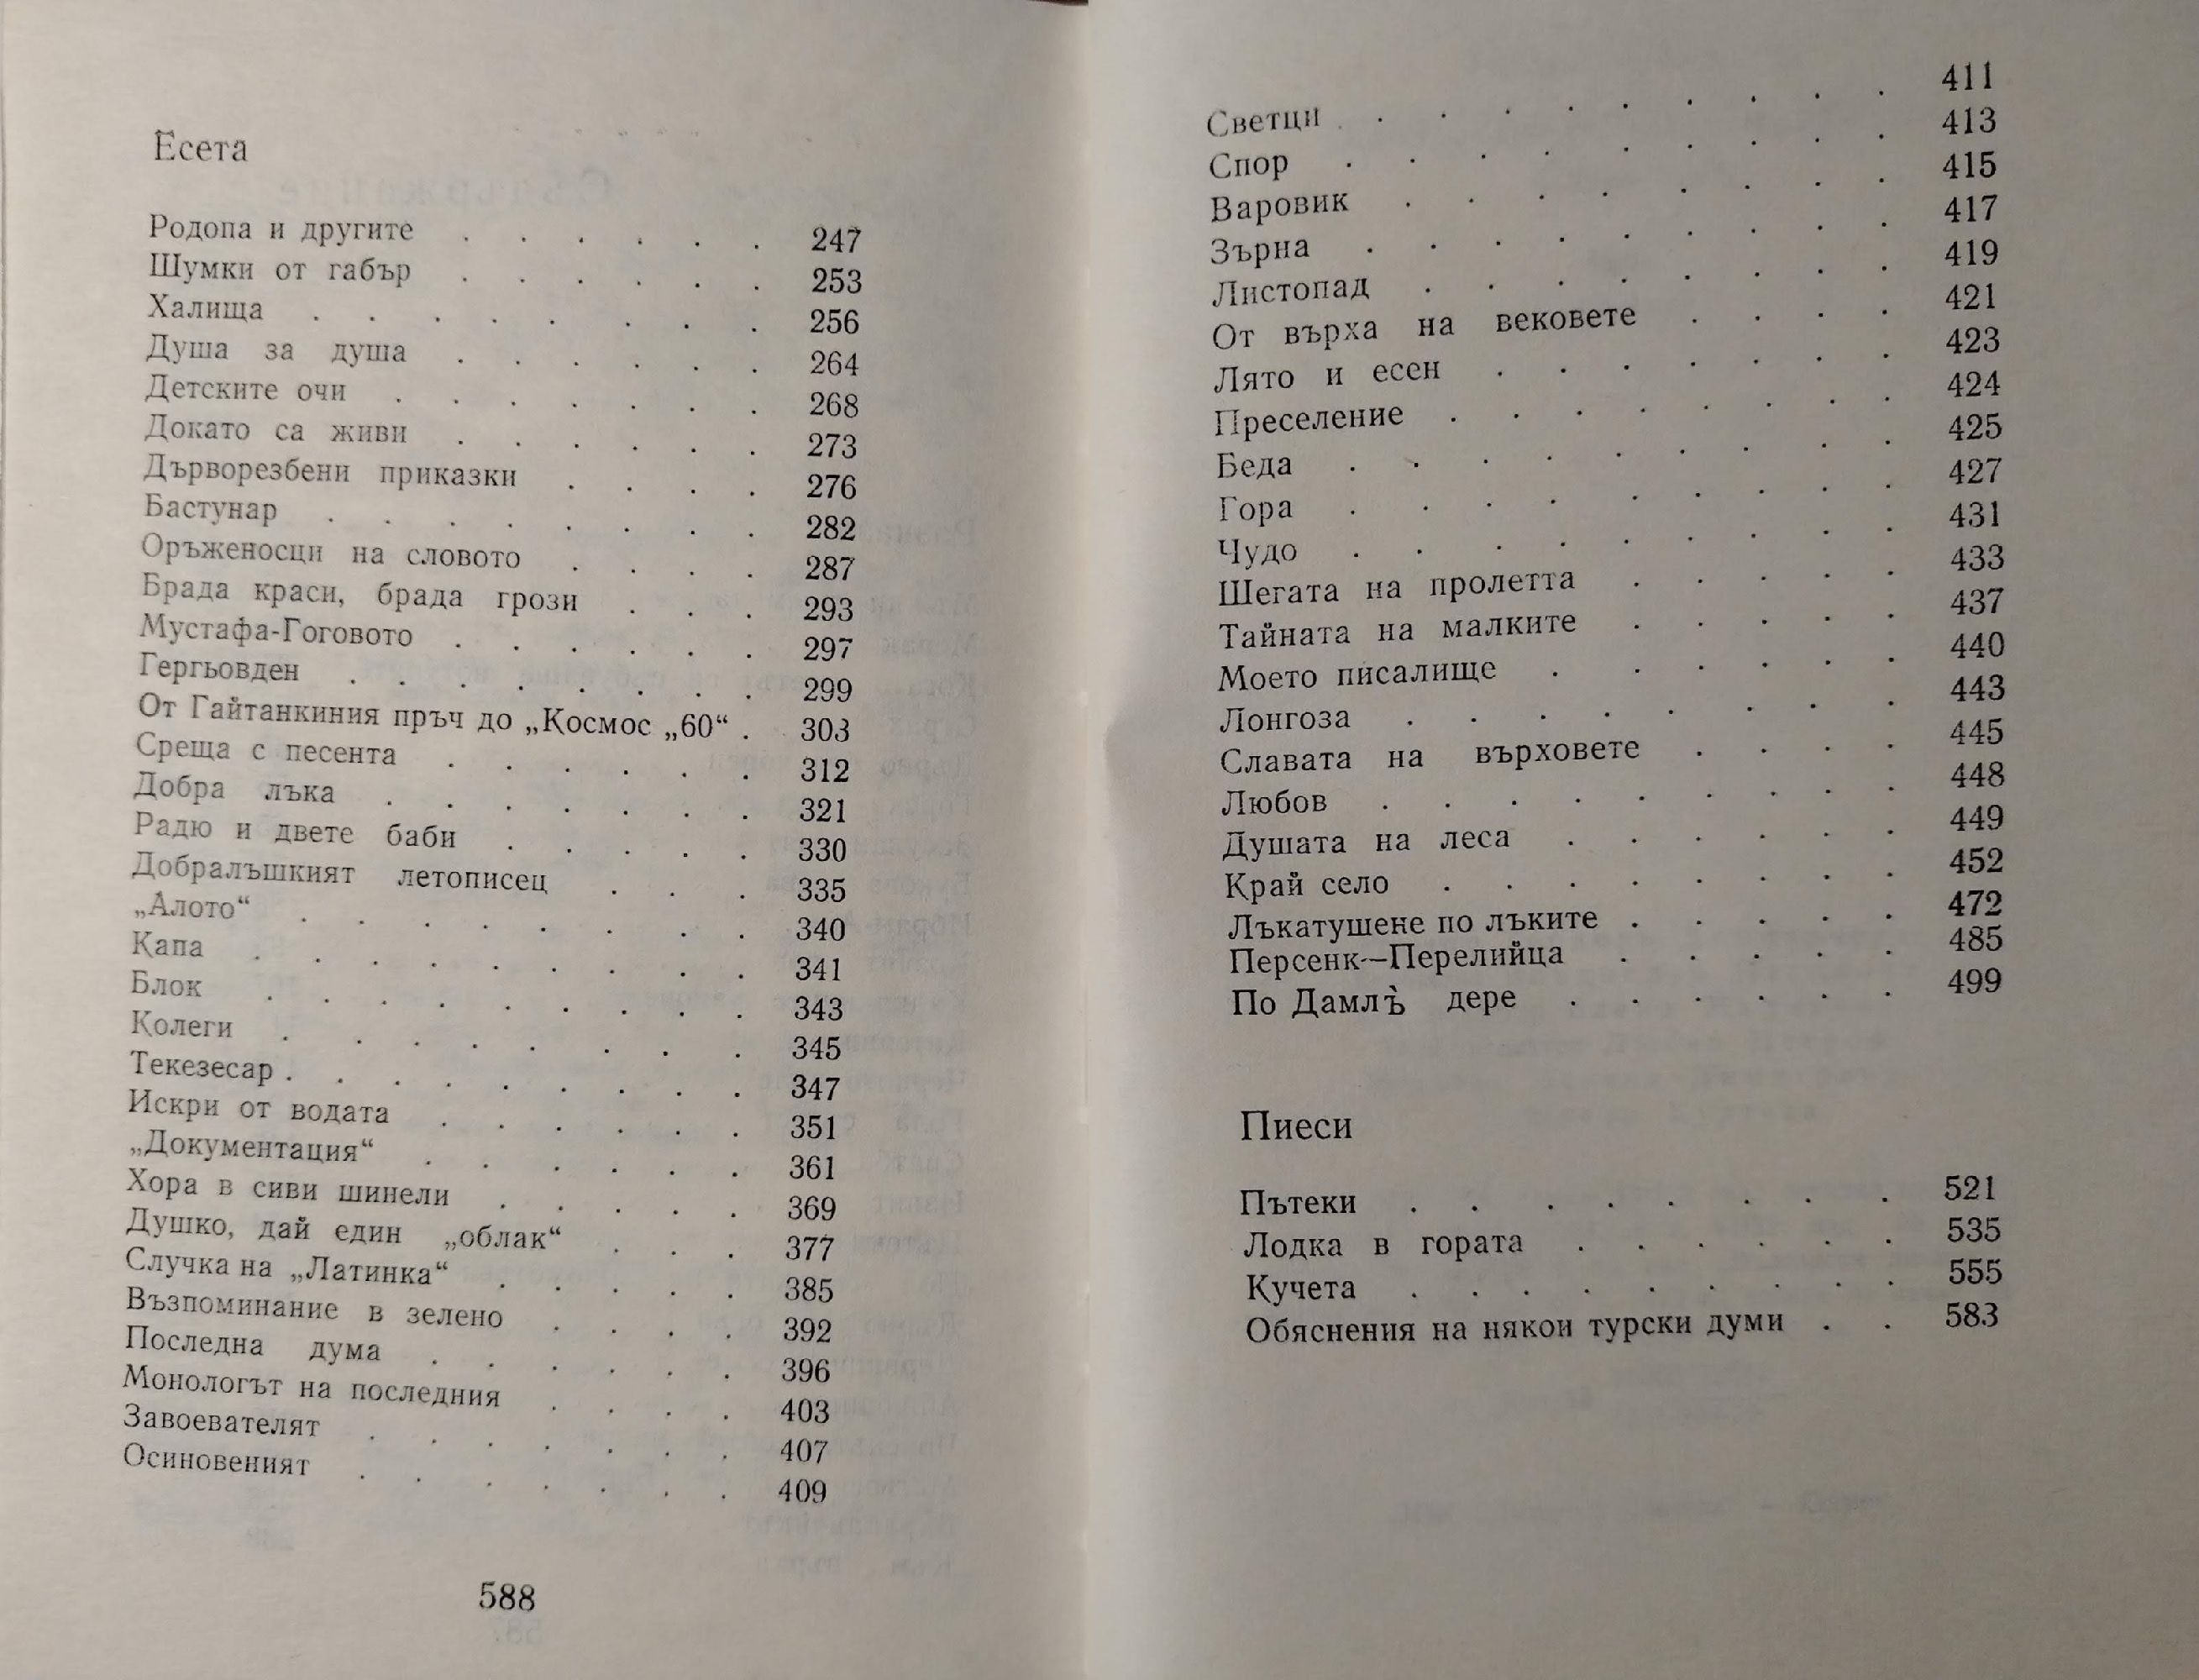 Есета
Родопа и другите . . . . . . 247
Шумки от габър . . . . . . 253
Халища . . . . . . . . 256
Душа за душа . . . . . . 264
Детските очи . . . . . . . 268
Докато са живи . . . . . . 273
Дърворезбени приказки . . . . 276
Бастунар . . . . . . . . 282
Оръженосци на словото . . . . 287
Брада краси, брада грози . . . 293
Мустафа-Гоговото . . . . . . 297
Гергьовден . . . . . . . . 299
От Гайтанкиния пръч до „Космос „60“ . 303
Среща с песента . . . . . . 312
Добра лъка . . . . . . . 321
Радю и двете баби . . . . . 330
Добралъшкият летописец . . . 335
„Алото“ . . . . . . . . 340
Капа . . . . . . . . . 341
Блок . . . . . . . . . 343
Колеги . . . . . . . . 345
Текезесар . . . . . . . . . 347
Искри от водата . . . . . . 351
„Документация“ . . . . . . 361
Хора в сиви шинели . . . . . 369
Душко, дай един „облак“ . . . 377
Случка на „Латинка“ . . . . . 385
Възпоминание в зелено . . . . 392
Последна дума . . . . . . 396
Монологът на последния . . . . 403
Завоевателят . . . . . . . 407
Осиновеният . . . . . . . 409
588
Светци . . . . . . . . . . 411
Спор . . . . . . . . . 413
Варовик . . . . . . . . 415
Зърна . . . . . . . . . 417
Листопад . . . . . . . . 419
От върха на вековете . . . . 421
Лято и есен . . . . . . . 423
Преселение . . . . . . . . 424
Беда . . . . . . . . . 425
Гора . . . . . . . . . 427
Чудо . . . . . . . . . 431
Шегата на пролетта . . . . . 433
Тайната на малките . . . . . 437
Моето писалище . . . . . . 440
Лонгоза . . . . . . . . 443
Славата на върховете . . . . 445
Любов . . . . . . . . . 448
Душата на леса . . . . . . 449
Край село . . . . . . . . 452
Лъкатушене по лъките . . . . . 472
Персенк—Перелийца . . . . . 485
По Дамлъ̀ дере . . . . . . 499
Пиеси
Пътеки . . . . . . . . 521
Лодка в гората . . . . . . 535
Кучета . . . . . . . . 555
Обяснения на някои турски думи . . 583